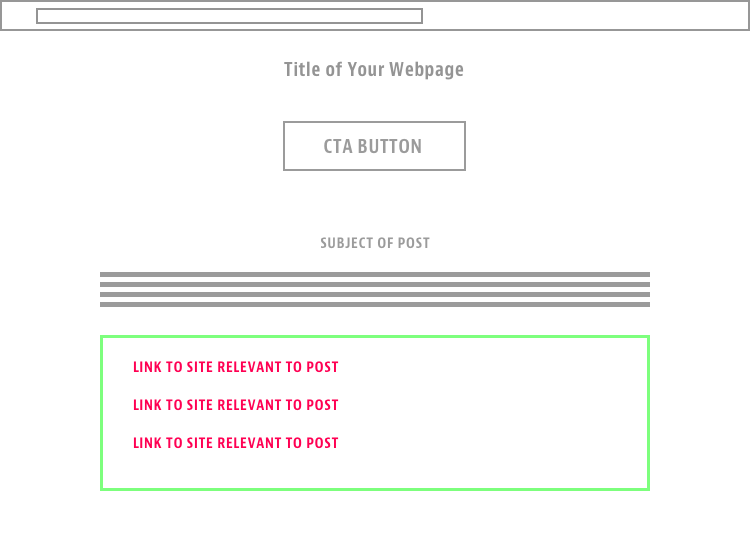 Title of Your Webpage
CTA BUTTON
SUBJECT OF POST
LINK TO SITE RELEVANT TO POST
LINK TO SITE RELEVANT TO POST
LINK TO SITE RELEVANT TO POST